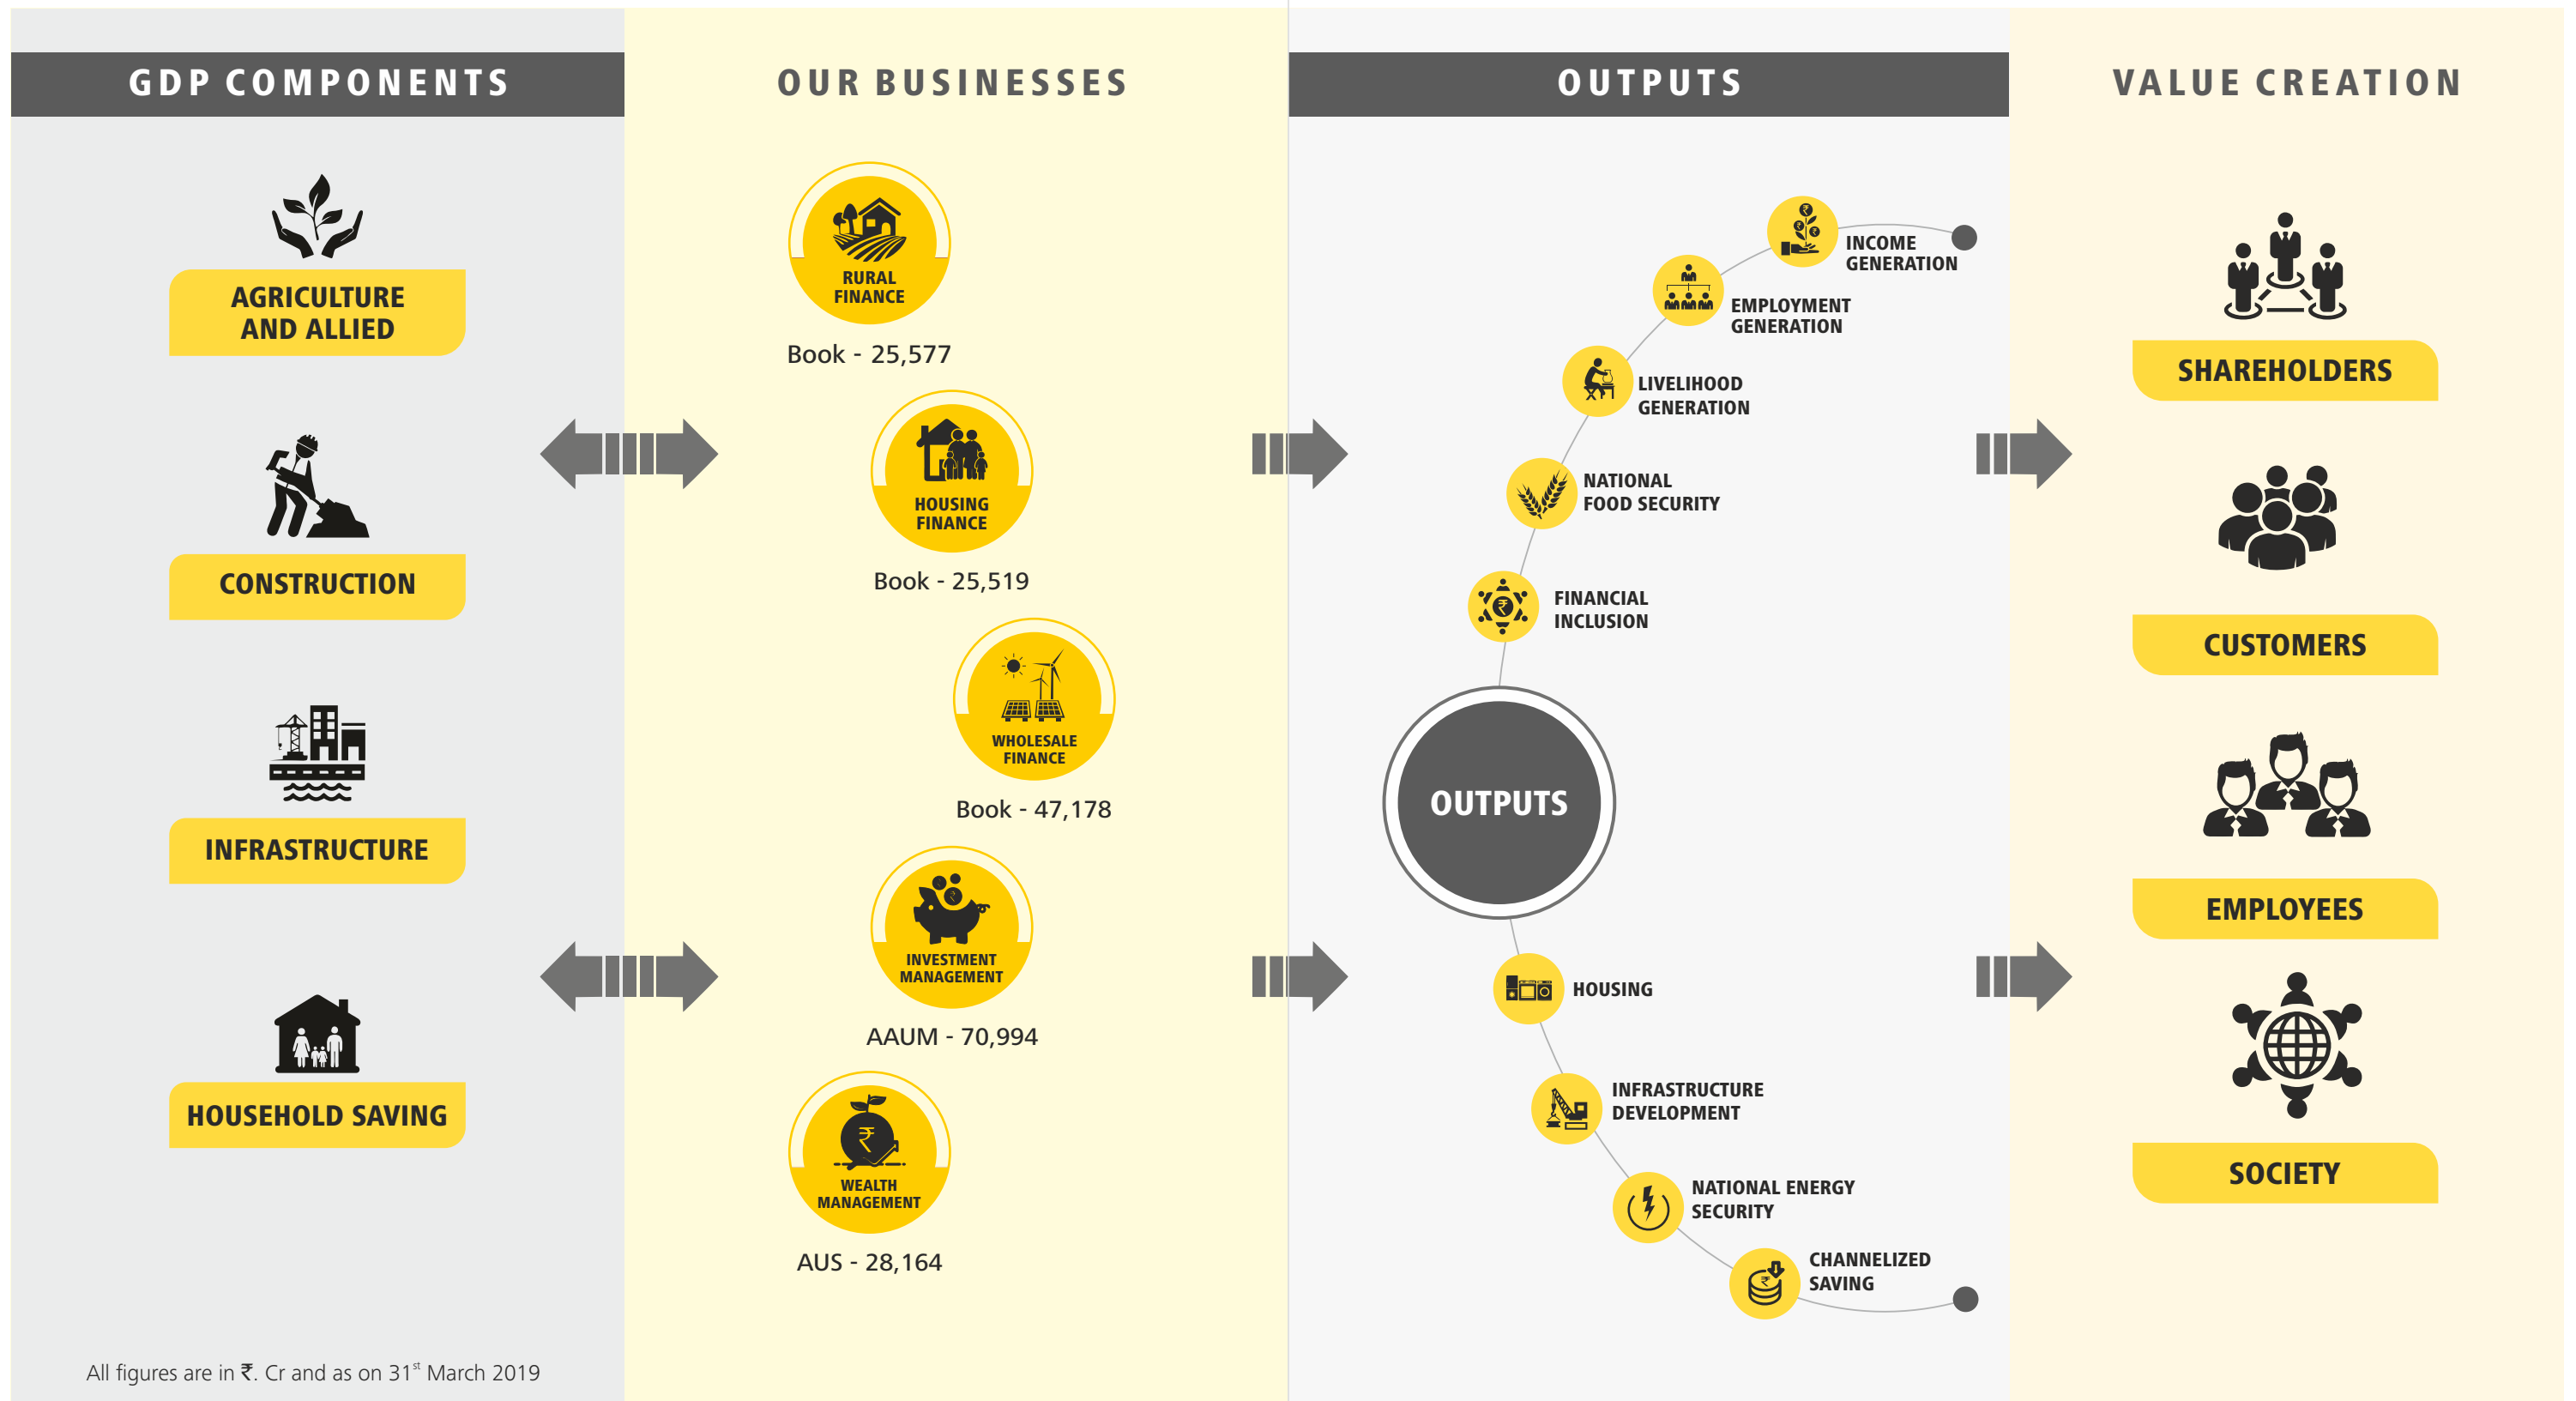 GDP COMPONENTS
AGRICULTURE
AND ALLIED
CONSTRUCTION
INFRASTRUCTURE
HOUSEHOLD SAVING
All figures are in ₹. Cr and as on 31st March 2019
OUR BUSINESSES
RURAL
FINANCE
Book - 25,577
HOUSING
FINANCE
Book - 25,519
WHOLESALE
FINANCE
Book - 47,178
INVESTMENT
MANAGEMENT
AAUM - 70,994
₹
WEALTH
MANAGEMENT
AUS - 28,164
OUTPUTS
INCOME
GENERATION
EMPLOYMENT
GENERATION
LIVELIHOOD
GENERATION
NATIONAL
FOOD SECURITY
FINANCIAL
INCLUSION
OUTPUTS
HOUSING
INFRASTRUCTURE
DEVELOPMENT
NATIONAL ENERGY
SECURITY
CHANNELIZED
SAVING
VALUE CREATION
SHAREHOLDERS
CUSTOMERS
EMPLOYEES
SOCIETY